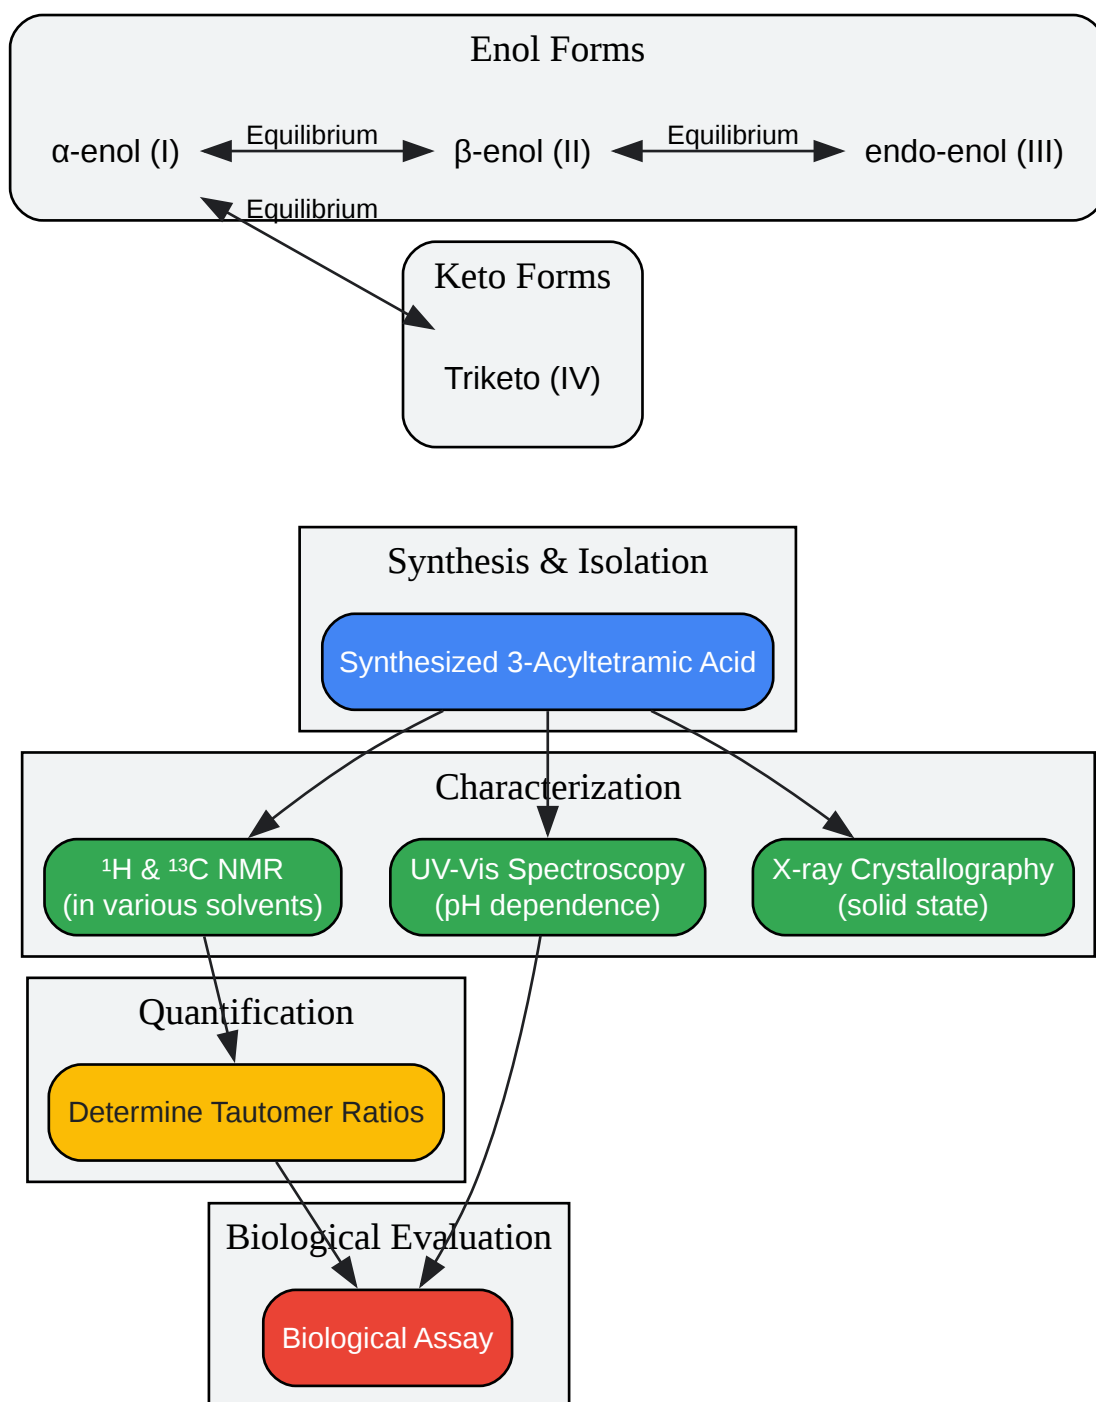 Enol Forms
α-enol (I)
Equilibrium
β-enol (II)
Equilibrium
endo-enol (III)
Equilibrium
Keto Forms
Triketo (IV)
Synthesis & Isolation
Synthesized 3-Acyltetramic Acid
Characterization
¹H & ¹³C NMR
(in various solvents)
UV-Vis Spectroscopy
(pH dependence)
X-ray Crystallography
(solid state)
Quantification
Determine Tautomer Ratios
Biological Evaluation
Biological Assay